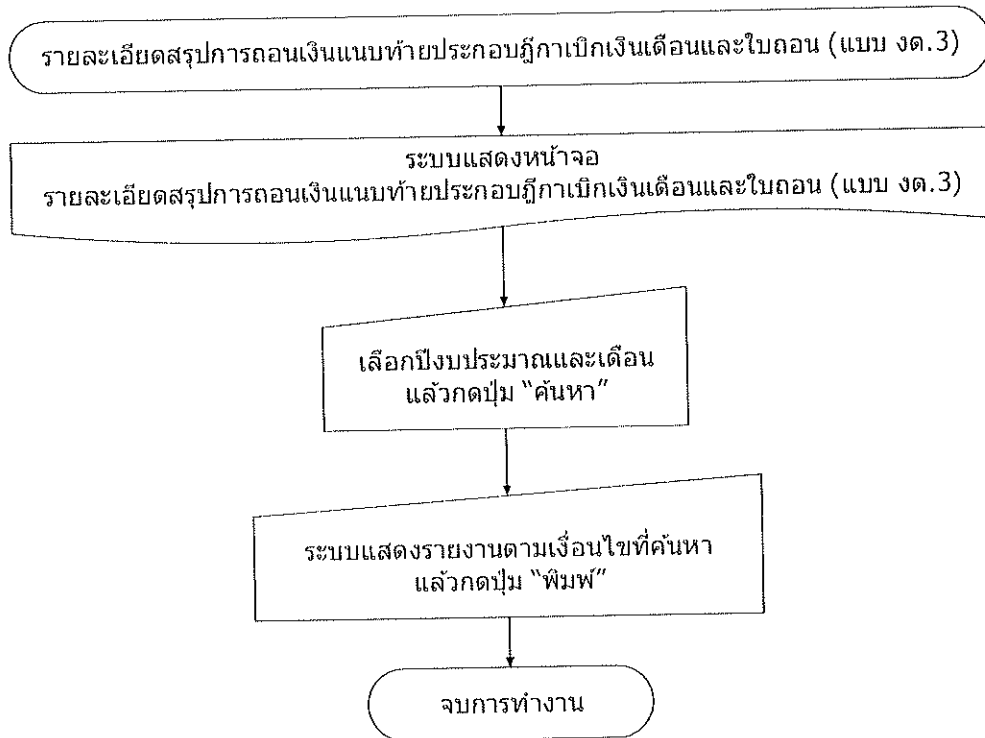 รายละเอียดสรุปการถอนเงินแนบท้ายประกอบฎีกาเบิกเงินเดือนและใบถอน (แบบ งด.3)
ระบบแสดงหน้าจอ
รายละเอียดสรุปการถอนเงินแนบท้ายประกอบฎีกาเบิกเงินเดือนและใบถอน (แบบ งด.3)
เลือกปีงบประมาณและเดือน
แล้วกดปุ่ม “ค้นหา”
ระบบแสดงรายงานตามเงื่อนไขที่ค้นหา
แล้วกดปุ่ม “พิมพ์”
จบการทำงาน